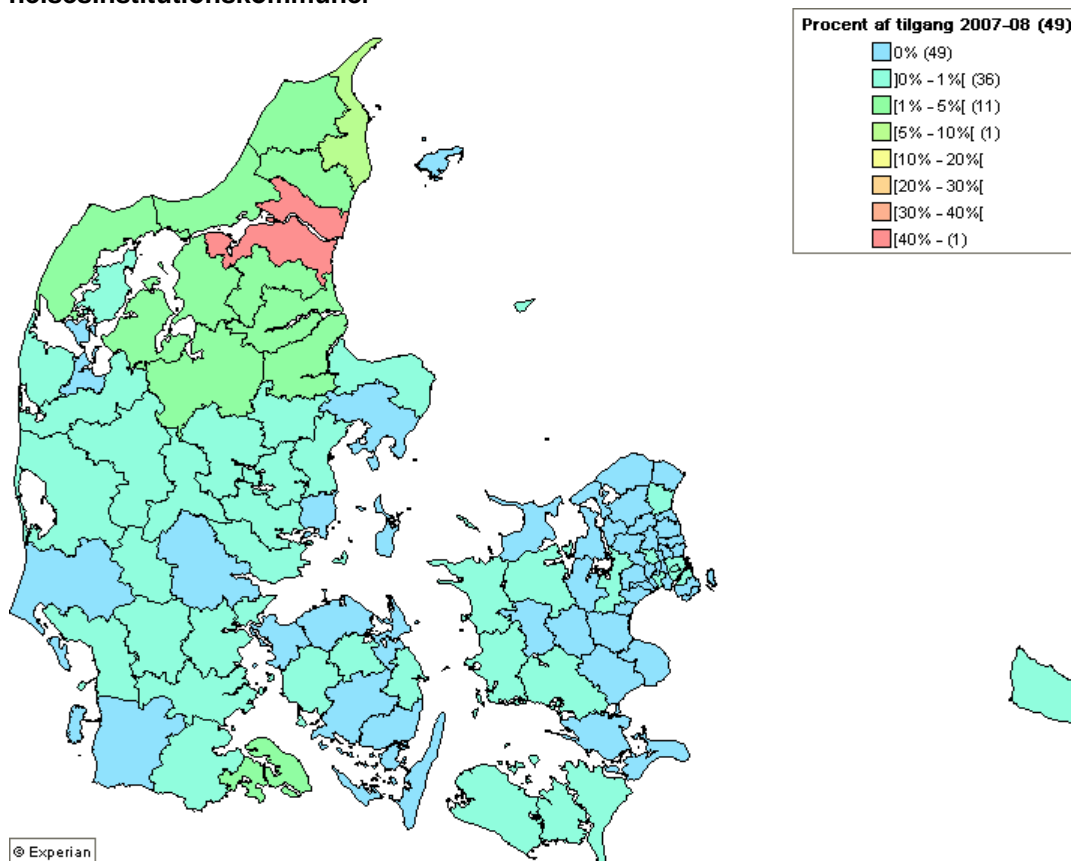 nelsesinstitutionskommuner
Procent af tilgang 2007-08 (49)
0% (49)
]0% - 1%[ (36)
[1% - 5%[ (11)
[5% - 10%[ (1)
[10% - 20%[
[20% - 30%[
[30% - 40%[
[40% - (1)
© Experian